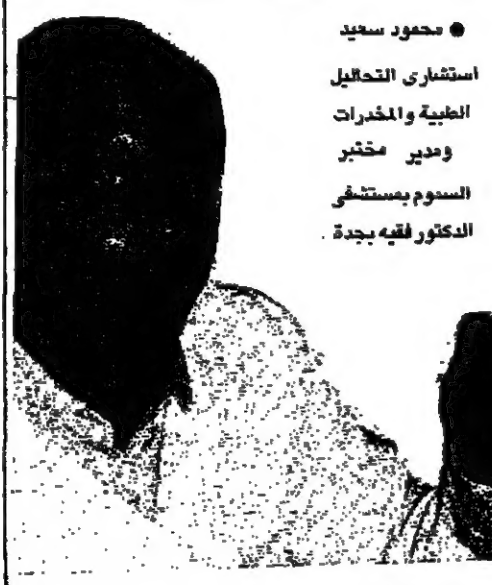 ● محمود سعيد
استشارى التحاليل
الطبية والمخدرات
ومدير مختبر
السموم بمستشفى
الدكتور فقيه بجدة .